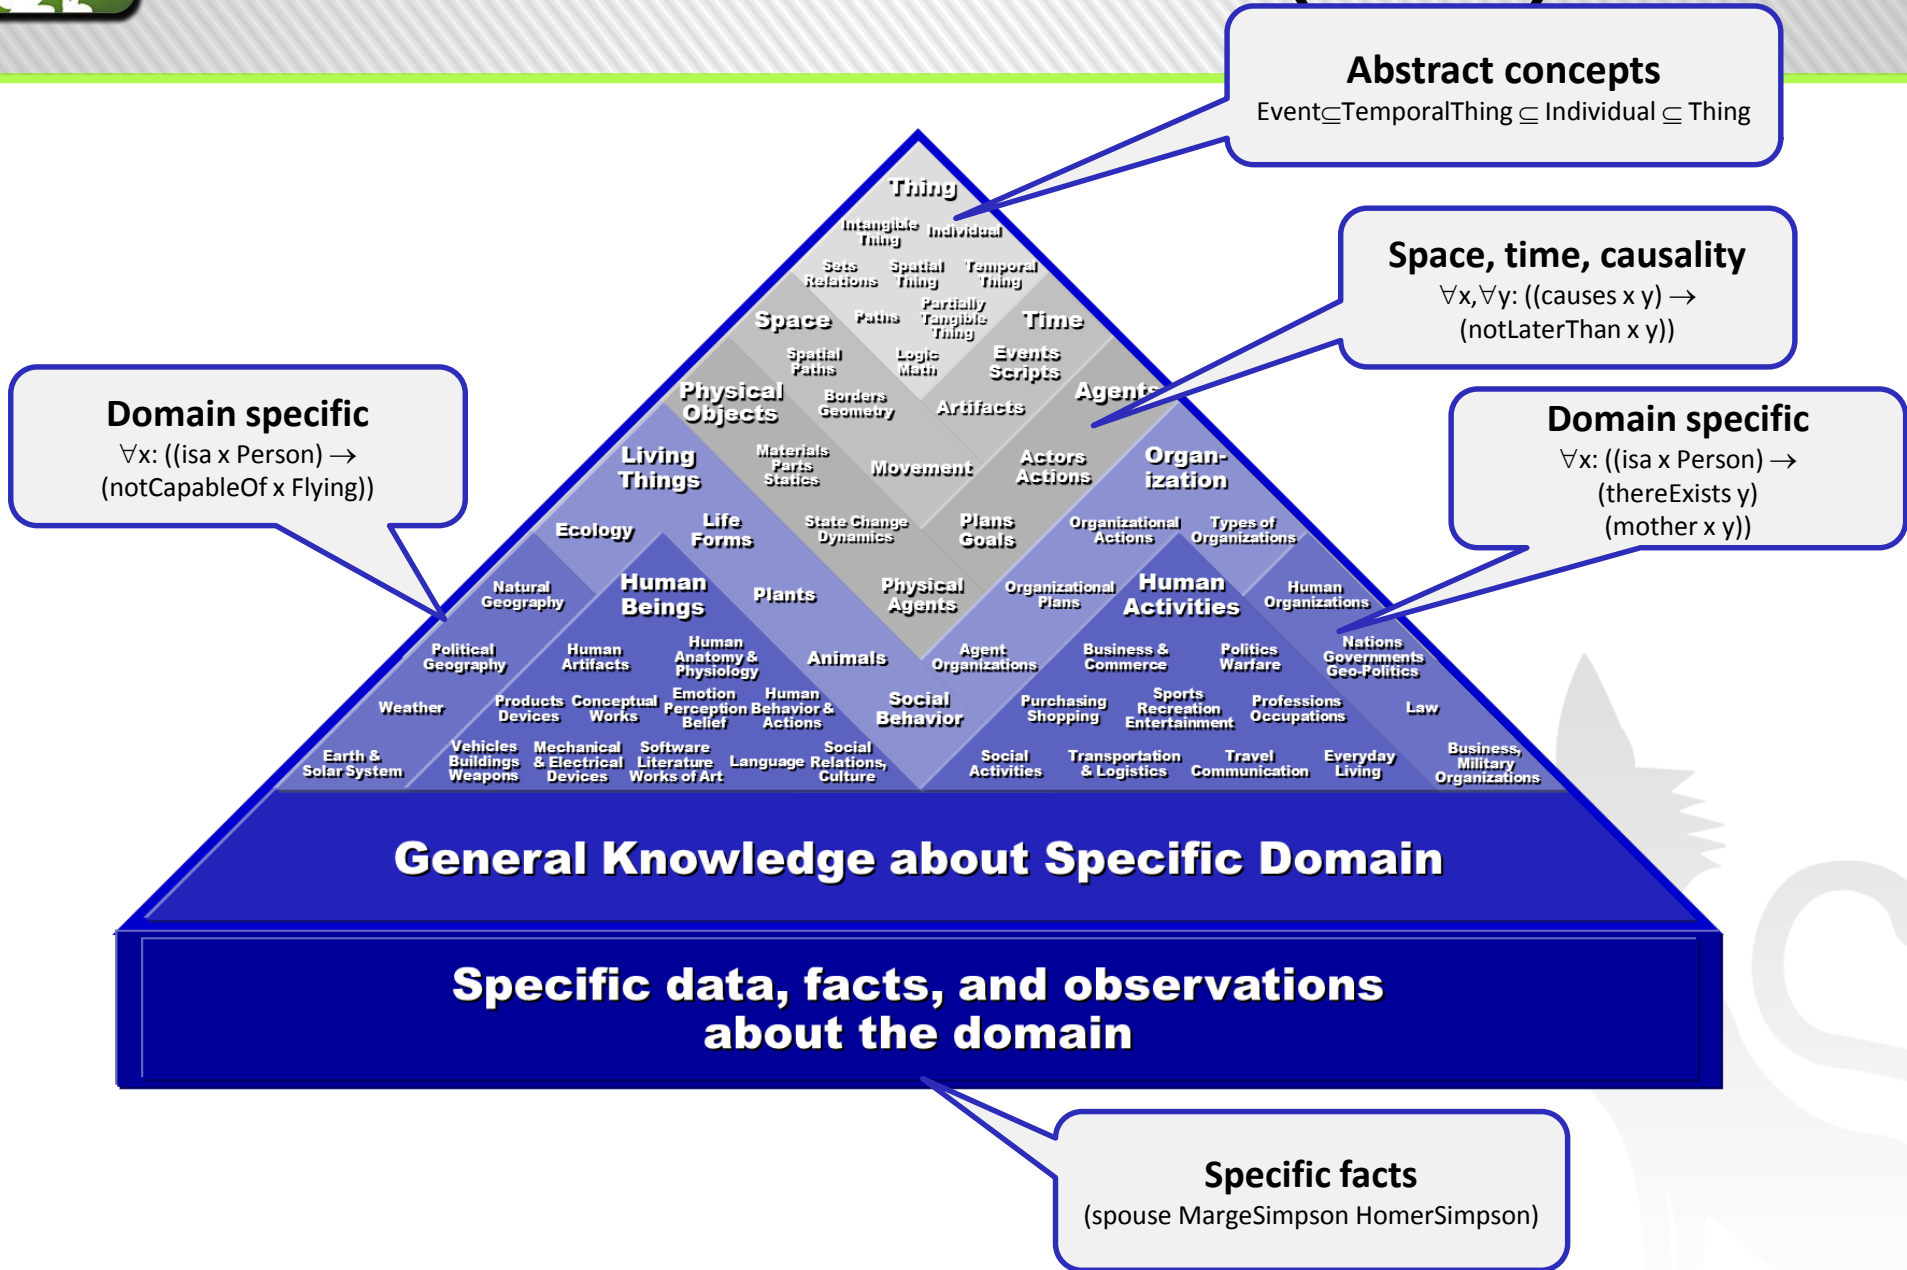 Abstract concepts
Event⊆TemporalThing ⊆ Individual ⊆ Thing
Space, time, causality
∀x,∀y: ((causes x y) →
(notLaterThan x y))
Domain specific
∀x: ((isa x Person) →
(notCapableOf x Flying))
Domain specific
∀x: ((isa x Person) →
(thereExists y)
(mother x y))
Thing
Intangible
Thing
Individual
Sets
Relations
Spatial
Thing
Temporal
Thing
Space
Paths
Partially
Tangible
Thing
Time
Spatial
Paths
Logic
Math
Events
Scripts
Physical
Objects
Borders
Geometry
Artifacts
Agents
Living
Things
Materials
Parts
Statics
Movement
Actors
Actions
Organ-
ization
Ecology
Life
Forms
State Change
Dynamics
Plans
Goals
Organizational
Actions
Types of
Organizations
Natural
Geography
Human
Beings
Plants
Physical
Agents
Organizational
Plans
Human
Activities
Human
Organizations
Political
Geography
Human
Artifacts
Human
Anatomy &
Physiology
Animals
Agent
Organizations
Business &
Commerce
Politics
Warfare
Nations
Governments
Geo-Politics
Weather
Products
Devices
Conceptual
Works
Emotion
Perception
Belief
Human
Behavior &
Actions
Social
Behavior
Purchasing
Shopping
Sports
Recreation
Entertainment
Professions
Occupations
Law
Earth &
Solar System
Vehicles
Buildings
Weapons
Mechanical
& Electrical
Devices
Software
Literature
Works of Art
Language
Social
Relations,
Culture
Social
Activities
Transportation
& Logistics
Travel
Communication
Everyday
Living
Business,
Military
Organizations
General Knowledge about Specific Domain
Specific data, facts, and observations
about the domain
Specific facts
(spouse MargeSimpson HomerSimpson)